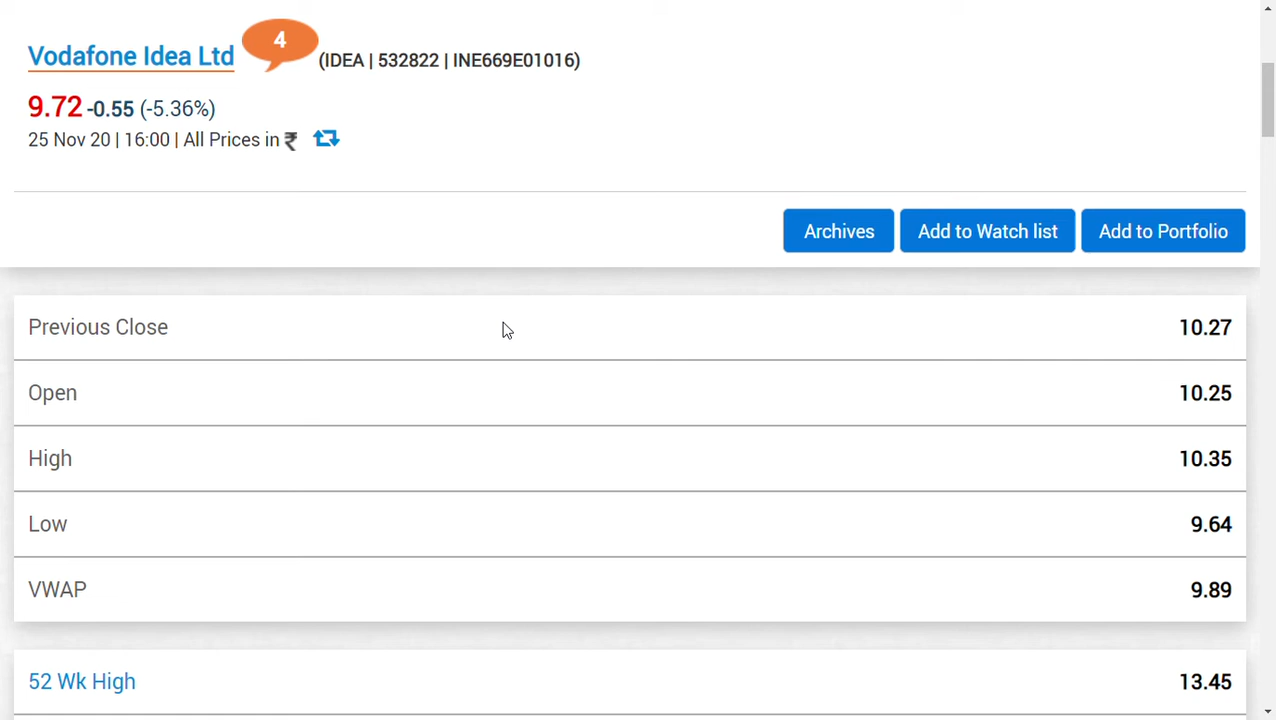 Vodafone Idea Ltd 4 (IDEA | 532822 | INE669E01016)
9.72 -0.55 (-5.36%)
25 Nov 20 | 16:00 | All Prices in ₹
Archives Add to Watch list Add to Portfolio
Previous Close 10.27
Open 10.25
High 10.35
Low 9.64
VWAP 9.89
52 Wk High 13.45